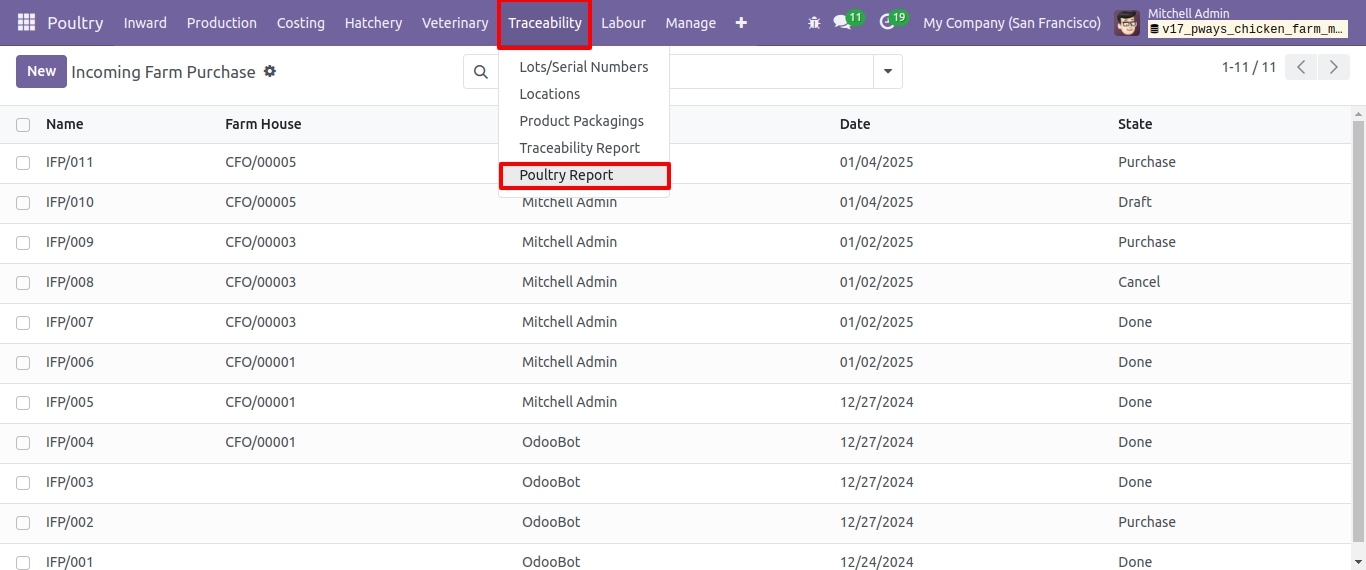 Poultry Inward Production Costing Hatchery Veterinary Traceability Labour Manage 11 19 My Company (San Francisco) Mitchell Admin
v17_pways_chicken_farm_m...
New Incoming Farm Purchase 1-11 / 11
Lots/Serial Numbers
Locations
Product Packagings
Traceability Report
Poultry Report
Name Farm House Date State
IFP/011 CFO/00005 01/04/2025 Purchase
IFP/010 CFO/00005 Mitchell Admin 01/04/2025 Draft
IFP/009 CFO/00003 Mitchell Admin 01/02/2025 Purchase
IFP/008 CFO/00003 Mitchell Admin 01/02/2025 Cancel
IFP/007 CFO/00003 Mitchell Admin 01/02/2025 Done
IFP/006 CFO/00001 Mitchell Admin 01/02/2025 Done
IFP/005 CFO/00001 Mitchell Admin 12/27/2024 Done
IFP/004 CFO/00001 OdooBot 12/27/2024 Done
IFP/003 OdooBot 12/27/2024 Done
IFP/002 OdooBot 12/27/2024 Purchase
IFP/001 OdooBot 12/24/2024 Done